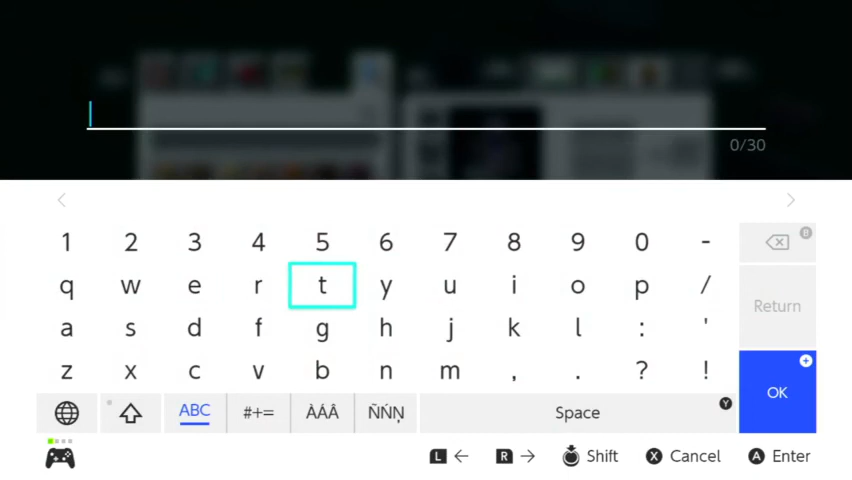 0/30
1 2 3 4 5 6 7 8 9 0 -
q w e r t y u i o p /
Return
a s d f g h j k l : '
z x c v b n m , . ? !
OK
ABC #+= ÀÁÂ ÑŃŅ Space
L ← R → Shift X Cancel A Enter
B
+
Y